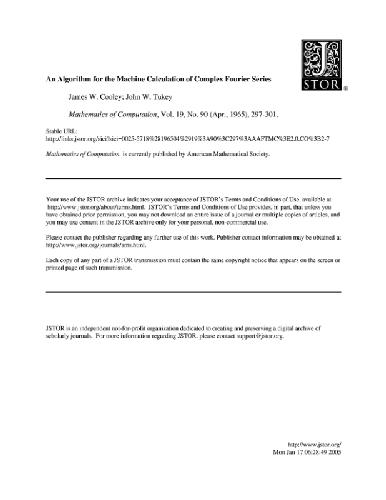 JSTOR
®
An Algorithm for the Machine Calculation of Complex Fourier Series
James W. Cooley; John W. Tukey
Mathematics of Computation, Vol. 19, No. 90 (Apr., 1965), 297-301.
Stable URL:
http://links.jstor.org/sici?sici=0025-5718%28196504%2919%3A90%3C297%3AAAFTMC%3E2.0.CO%3B2-7
Mathematics of Computation is currently published by American Mathematical Society.
Your use of the JSTOR archive indicates your acceptance of JSTOR's Terms and Conditions of Use, available at
http://www.jstor.org/about/terms.html. JSTOR's Terms and Conditions of Use provides, in part, that unless you
have obtained prior permission, you may not download an entire issue of a journal or multiple copies of articles, and
you may use content in the JSTOR archive only for your personal, non-commercial use.
Please contact the publisher regarding any further use of this work. Publisher contact information may be obtained at
http://www.jstor.org/journals/ams.html.
Each copy of any part of a JSTOR transmission must contain the same copyright notice that appears on the screen or
printed page of such transmission.
JSTOR is an independent not-for-profit organization dedicated to creating and preserving a digital archive of
scholarly journals. For more information regarding JSTOR, please contact support@jstor.org.
http://www.jstor.org/
Mon Jan 17 06:28:49 2005